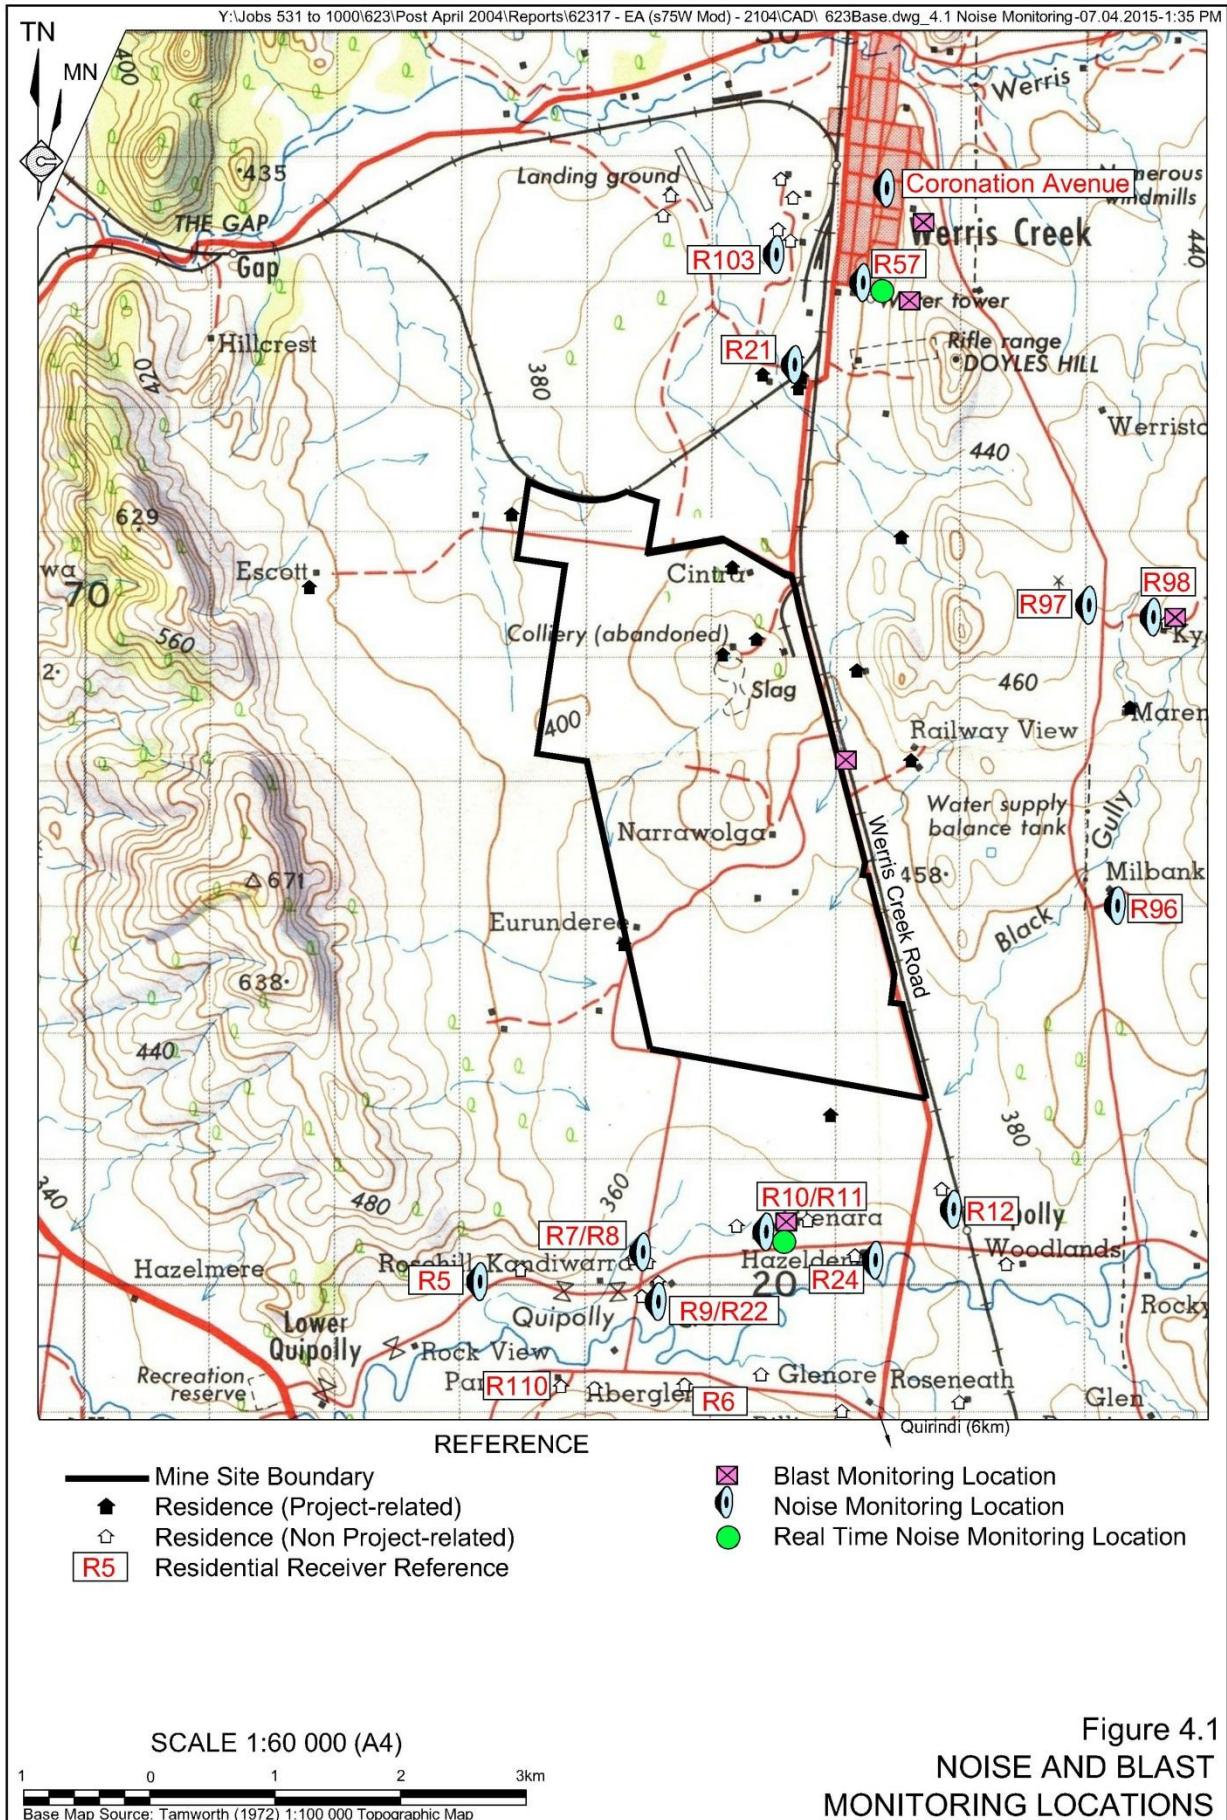 Y:\Jobs 531 to 1000\623\Post April 2004\Reports\62317 - EA (s75W Mod) - 2104\CAD\ 623Base.dwg_4.1 Noise Monitoring-07.04.2015-1:35 PM
TN
MN
400
Werris
435
Landing ground
Coronation Avenue
windmills
THE GAP
Werris Creek
440
Gap
R103
R57
Hillcrest
R21
Rifle range
DOYLES HILL
420
380
440
629
Escott
70
Cintra
R97
R98
560
Colliery (abandoned)
Slag
460
400
Railway View
Narrawolga
Water supply
balance tank
Gully
Werris Creek Road
671
458
Milbank
R96
Eurunderee
Black
638
440
380
340
480
360
R10/R11
R12
R7/R8
Woodlands
Hazelmere
Rosehill
Kandiwarra
R5
20
R24
Quipolly
R9/R22
Rocky
Lower
Quipolly
Rock View
Recreation
reserve
R110
R6
Glenore
Roseneath
Glen
Quirindi (6km)
REFERENCE
Mine Site Boundary
Residence (Project-related)
Residence (Non Project-related)
R5 Residential Receiver Reference
Blast Monitoring Location
Noise Monitoring Location
Real Time Noise Monitoring Location
SCALE 1:60 000 (A4)
1 0 1 2 3km
Base Map Source: Tamworth (1972) 1:100 000 Topographic Map
Figure 4.1
NOISE AND BLAST
MONITORING LOCATIONS